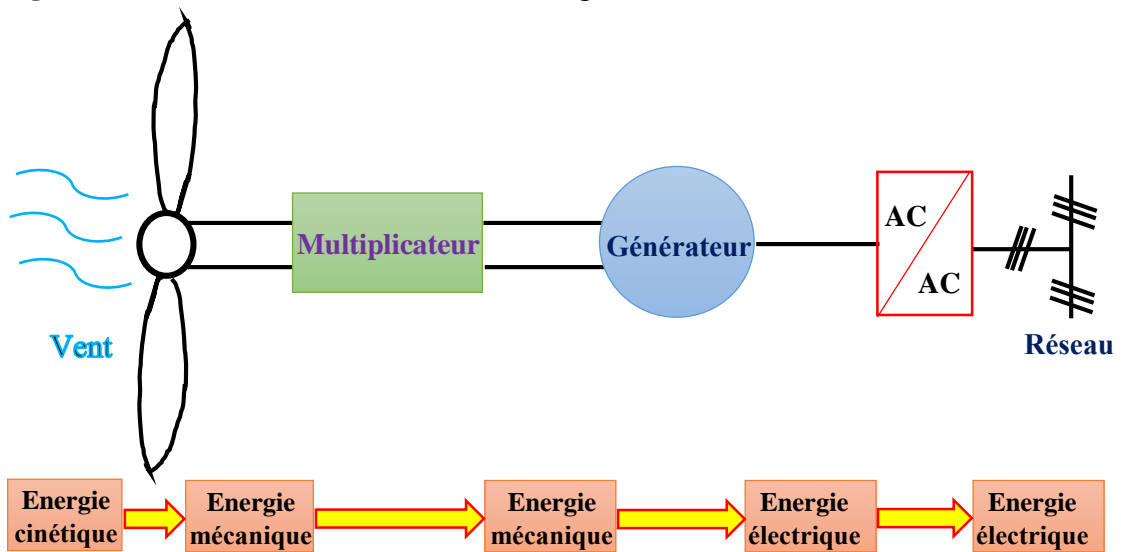 Multiplicateur
Générateur
AC
AC
Vent
Réseau
Energie
cinétique
Energie
mécanique
Energie
mécanique
Energie
électrique
Energie
électrique